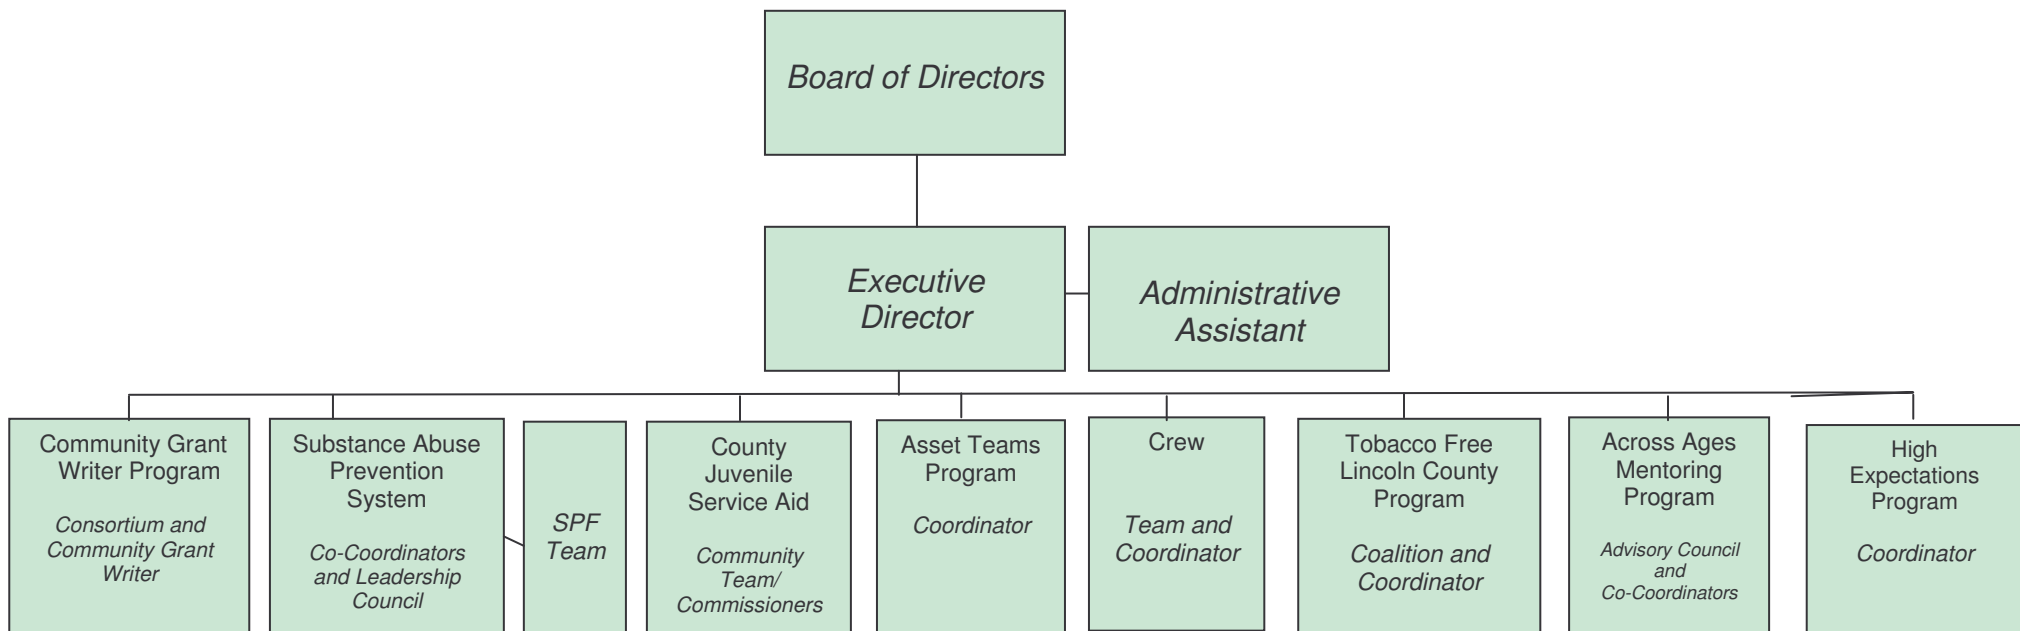 Board of Directors
Executive
Director
Administrative
Assistant
Community Grant
Writer Program
Consortium and
Community Grant
Writer
Substance Abuse
Prevention
System
Co-Coordinators
and Leadership
Council
SPF
Team
County
Juvenile
Service Aid
Community
Team/
Commissioners
Asset Teams
Program
Coordinator
Crew
Team and
Coordinator
Tobacco Free
Lincoln County
Program
Coalition and
Coordinator
Across Ages
Mentoring
Program
Advisory Council
and
Co-Coordinators
High
Expectations
Program
Coordinator